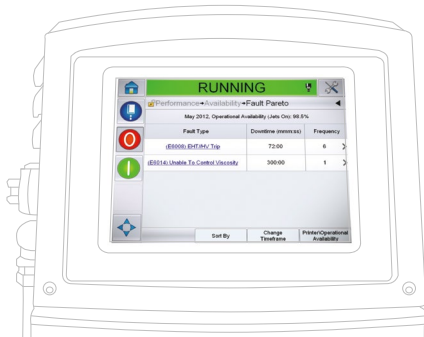 RUNNING
Performance→Availability→Fault Pareto
May 2012, Operational Availability (Jets On): 98.5%
Fault Type Downtime (mmm:ss) Frequency
(E6008) EHT/HV Trip 72:00 6
(E6014) Unable To Control Viscosity 300:00 1
Sort By
Change
Timeframe
Printer/Operational
Availability